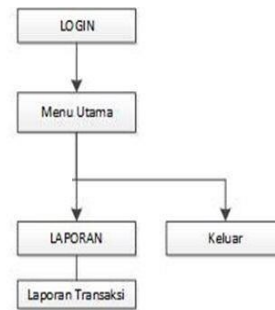 LOGIN
Menu Utama
LAPORAN
Keluar
Laporan Transaksi